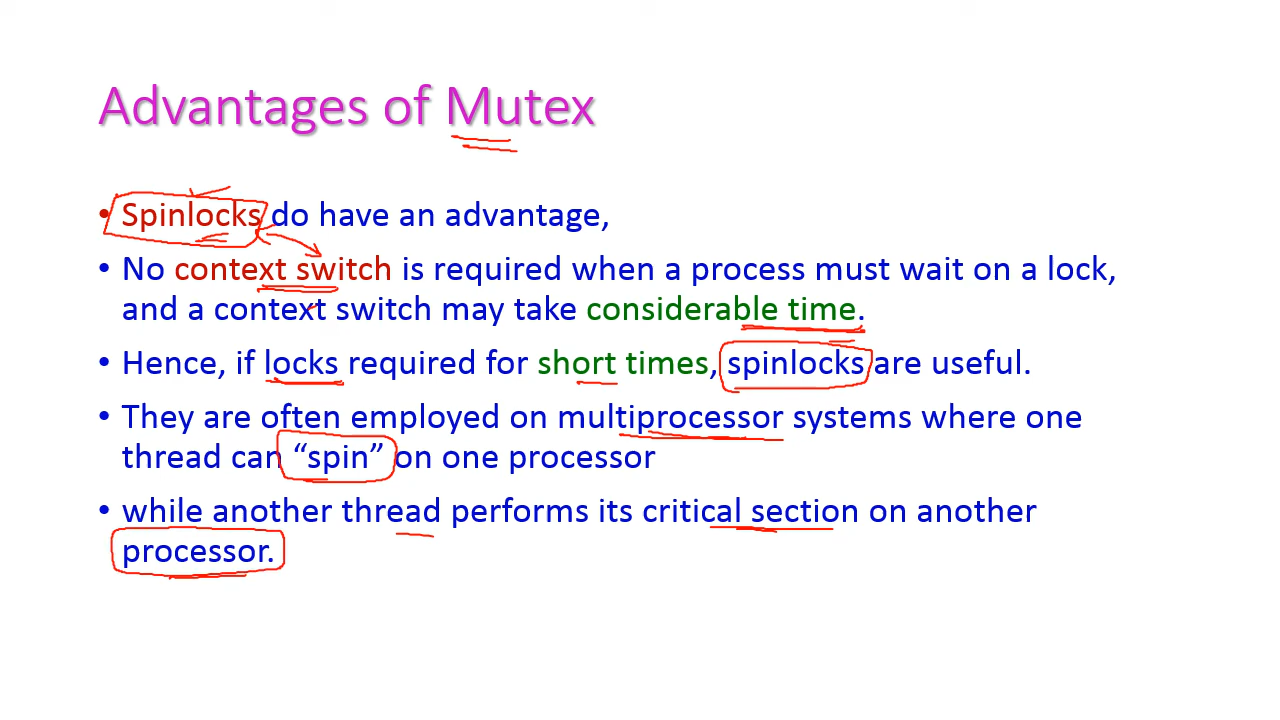 Advantages of Mutex
• Spinlocks do have an advantage,
• No context switch is required when a process must wait on a lock,
and a context switch may take considerable time.
• Hence, if locks required for short times, spinlocks are useful.
• They are often employed on multiprocessor systems where one
thread can “spin” on one processor
• while another thread performs its critical section on another
processor.